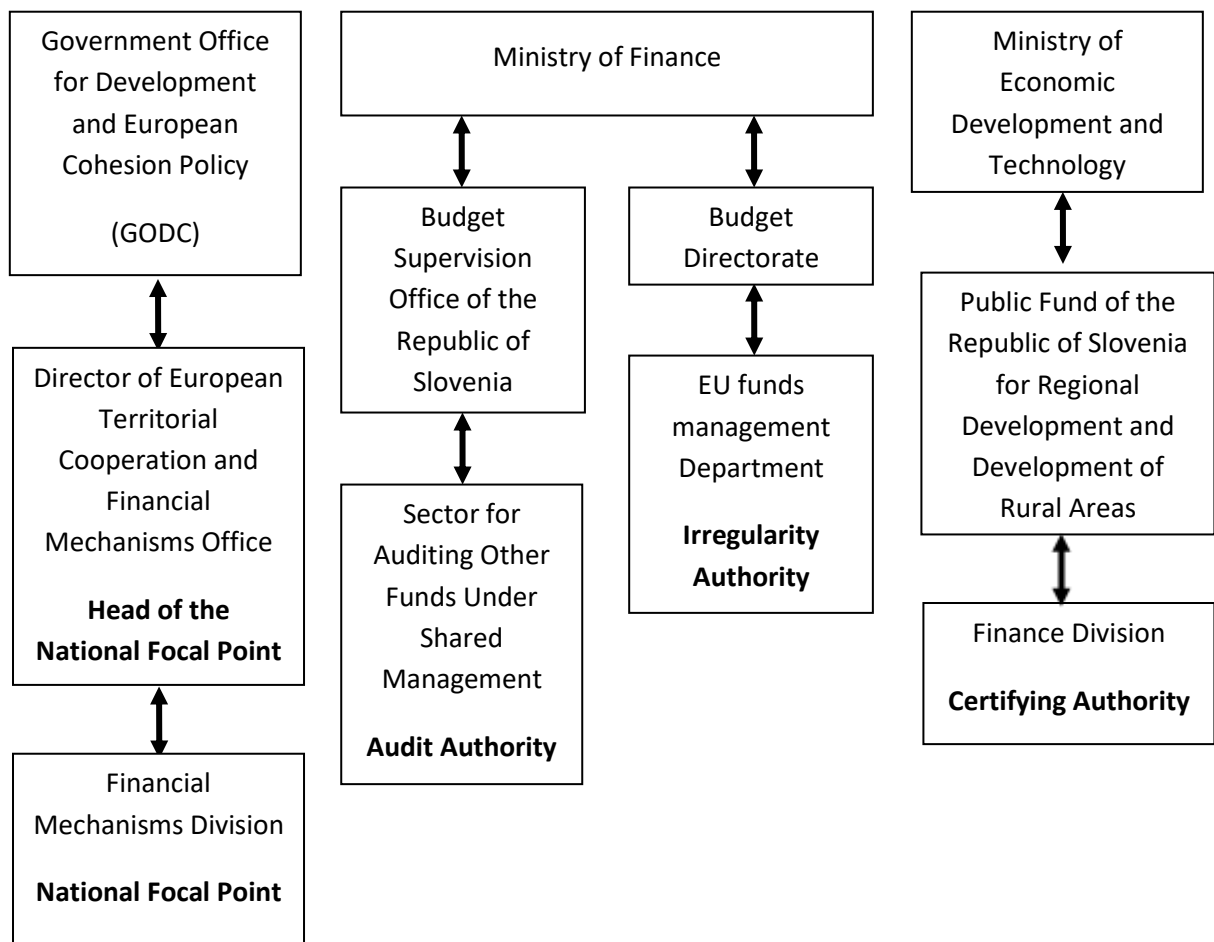 Government Office
for Development
and European
Cohesion Policy
(GODC)
Director of European
Territorial
Cooperation and
Financial
Mechanisms Office
Head of the
National Focal Point
Financial
Mechanisms Division
National Focal Point
Ministry of Finance
Budget
Supervision
Office of the
Republic of
Slovenia
Sector for
Auditing Other
Funds Under
Shared
Management
Audit Authority
Budget
Directorate
EU funds
management
Department
Irregularity
Authority
Ministry of
Economic
Development and
Technology
Public Fund of the
Republic of Slovenia
for Regional
Development and
Development of
Rural Areas
Finance Division
Certifying Authority